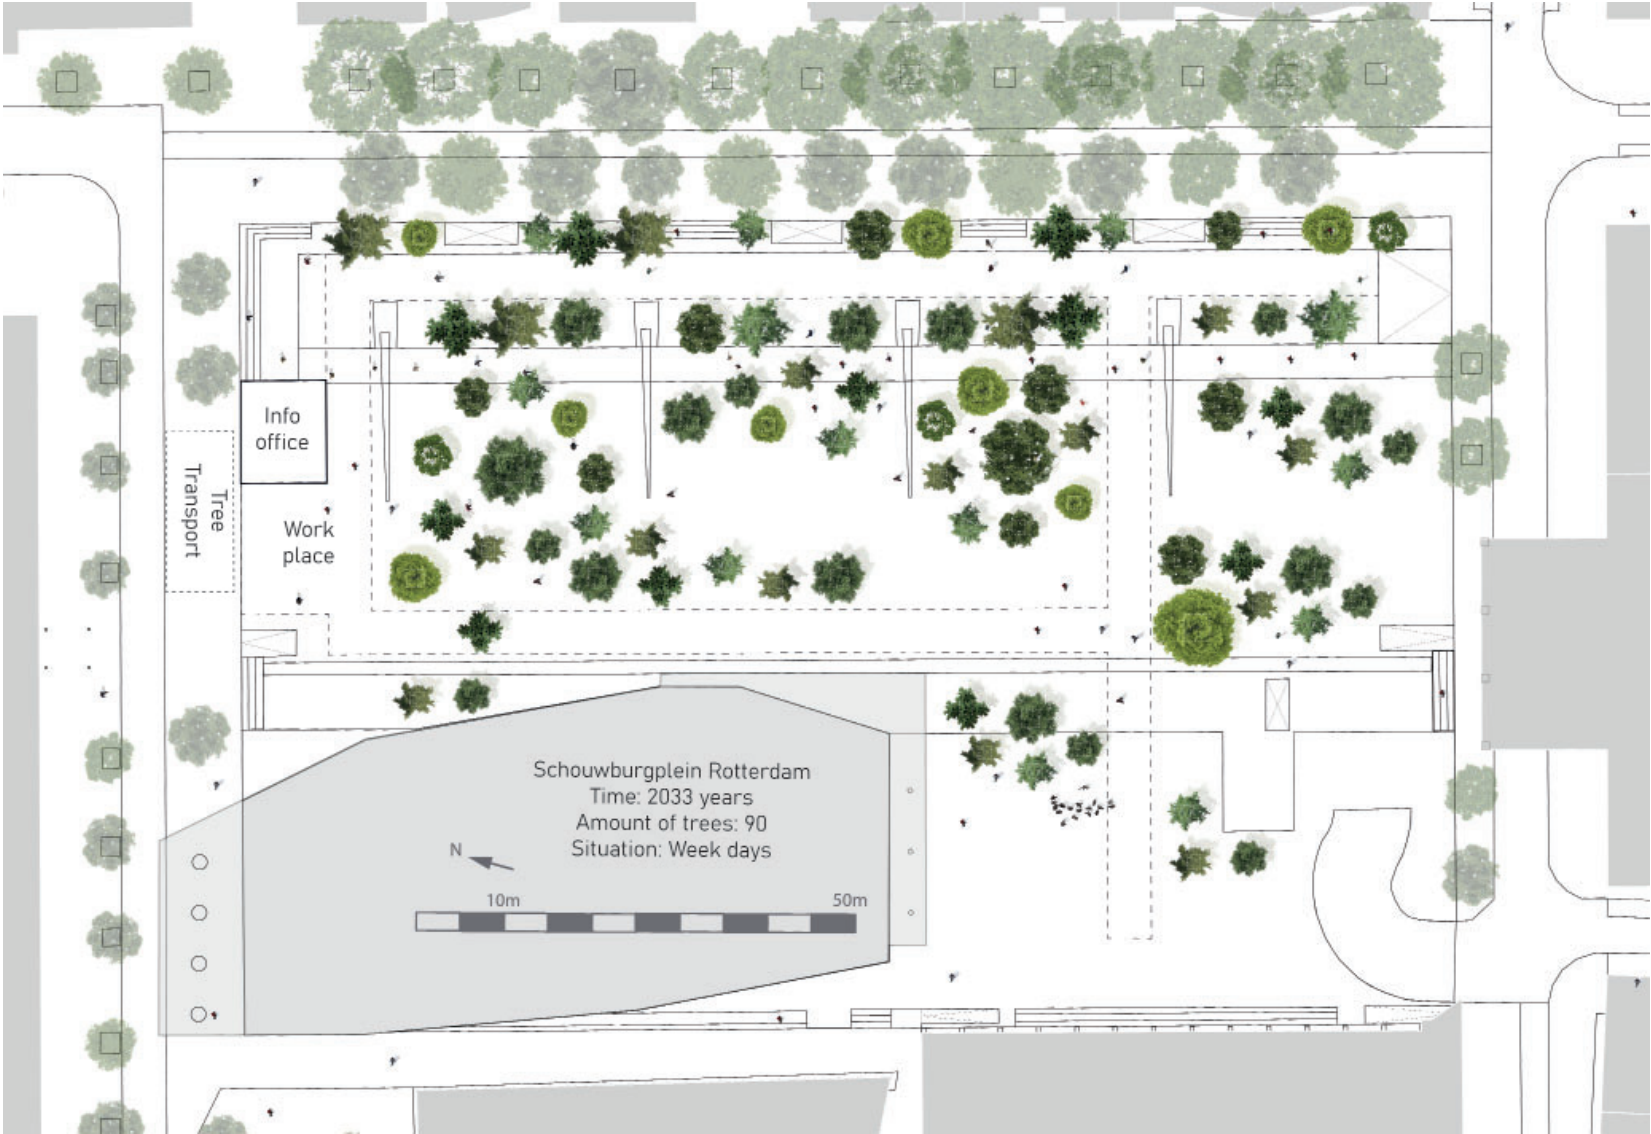 Info
office
Tree
Transport
Work
place
Schouwburgplein Rotterdam
Time: 2033 years
Amount of trees: 90
Situation: Week days
N
10m
50m